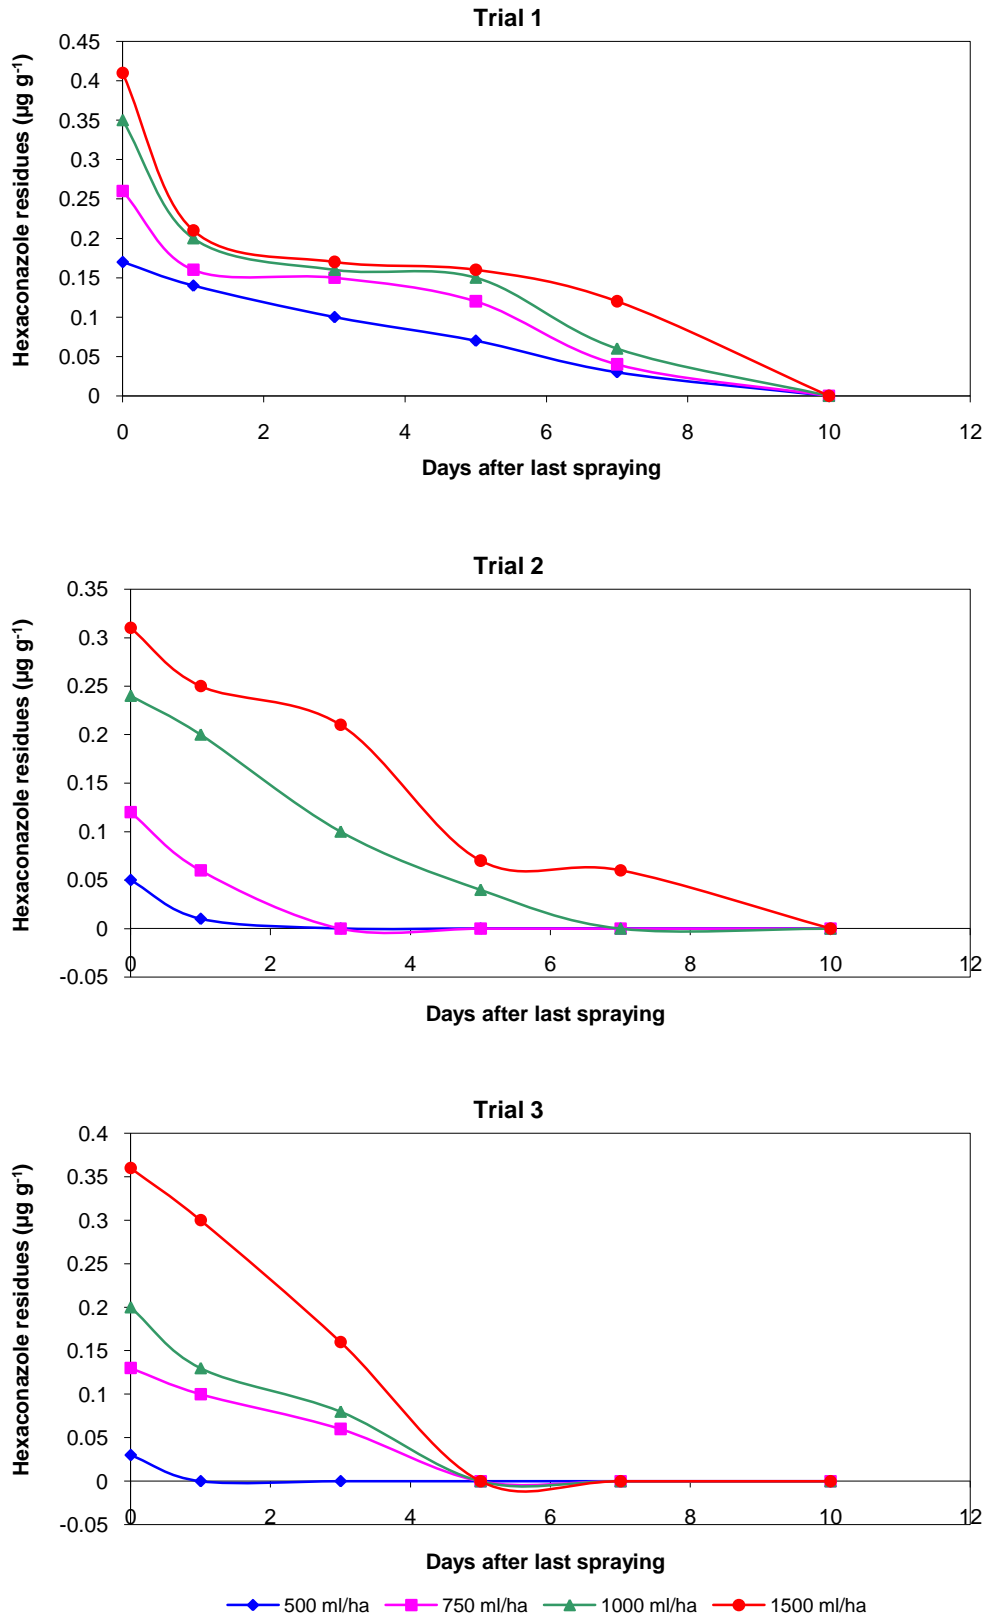 Trial 1
Hexaconazole residues (µg g-1)
0.45
0.4
0.35
0.3
0.25
0.2
0.15
0.1
0.05
0
0 2 4 6 8 10 12
Days after last spraying
Trial 2
Hexaconazole residues (µg g-1)
0.35
0.3
0.25
0.2
0.15
0.1
0.05
0
-0.05
0 2 4 6 8 10 12
Days after last spraying
Trial 3
Hexaconazole residues (µg g-1)
0.4
0.35
0.3
0.25
0.2
0.15
0.1
0.05
0
-0.05
0 2 4 6 8 10 12
Days after last spraying
500 ml/ha 750 ml/ha 1000 ml/ha 1500 ml/ha